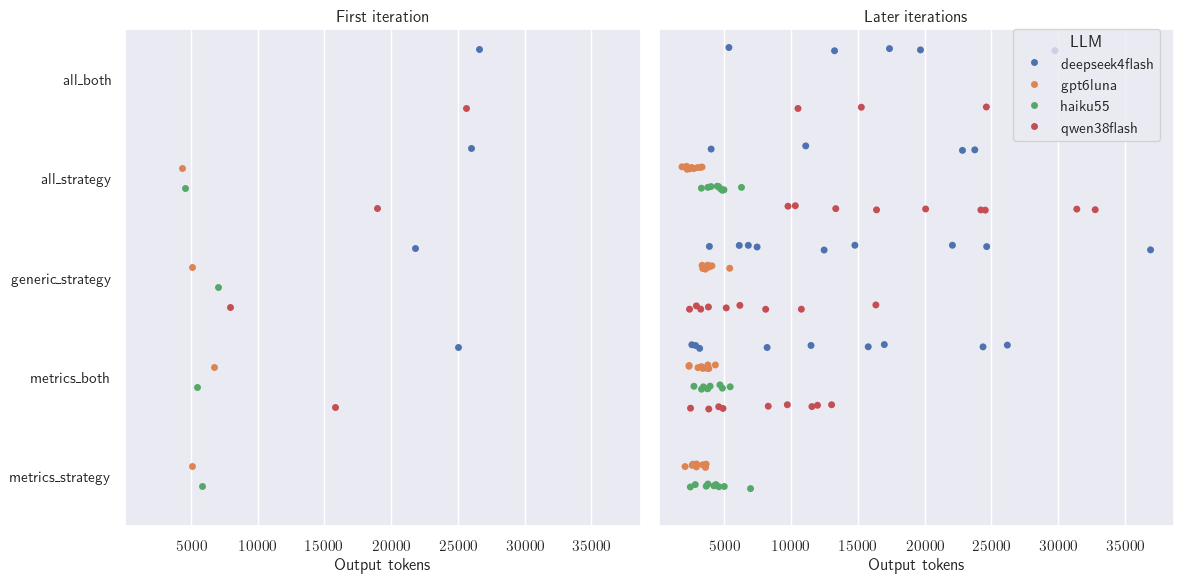 First iteration
Later iterations
LLM
deepseek4flash
gpt6luna
haiku55
qwen38flash
all_both
all_strategy
generic_strategy
metrics_both
metrics_strategy
5000 10000 15000 20000 25000 30000 35000
5000 10000 15000 20000 25000 30000 35000
Output tokens
Output tokens